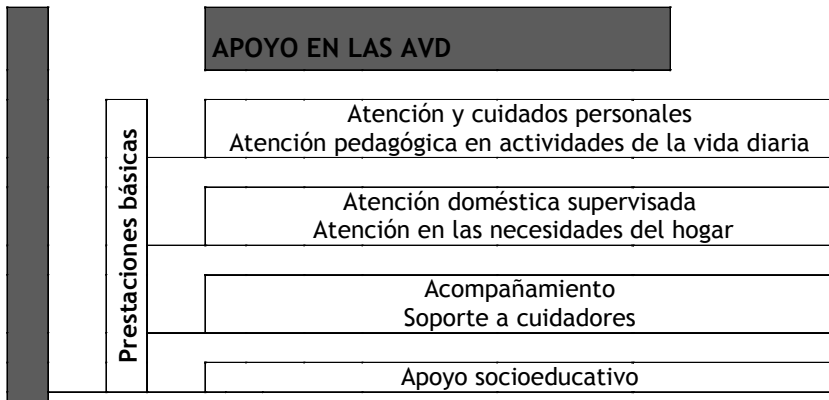 APOYO EN LAS AVD
Prestaciones básicas
Atención y cuidados personales
Atención pedagógica en actividades de la vida diaria
Atención doméstica supervisada
Atención en las necesidades del hogar
Acompañamiento
Soporte a cuidadores
Apoyo socioeducativo